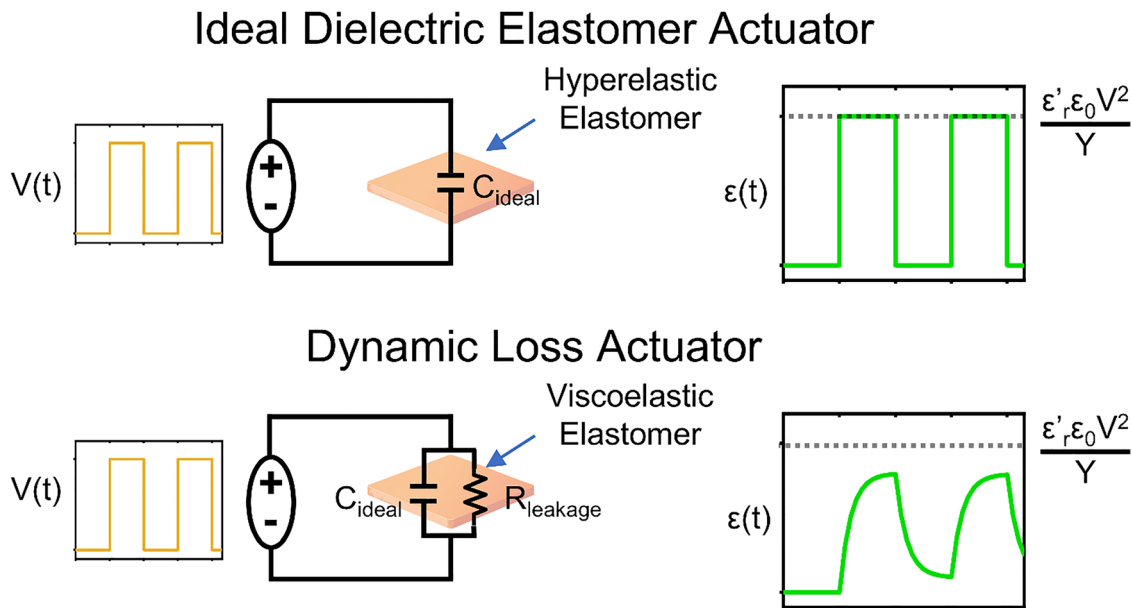 Ideal Dielectric Elastomer Actuator
Hyperelastic
Elastomer
V(t)
+
-
C_ideal
ε(t)
ε'_rε_0V^2
Y
Dynamic Loss Actuator
Viscoelastic
Elastomer
V(t)
+
-
C_ideal
R_leakage
ε(t)
ε'_rε_0V^2
Y